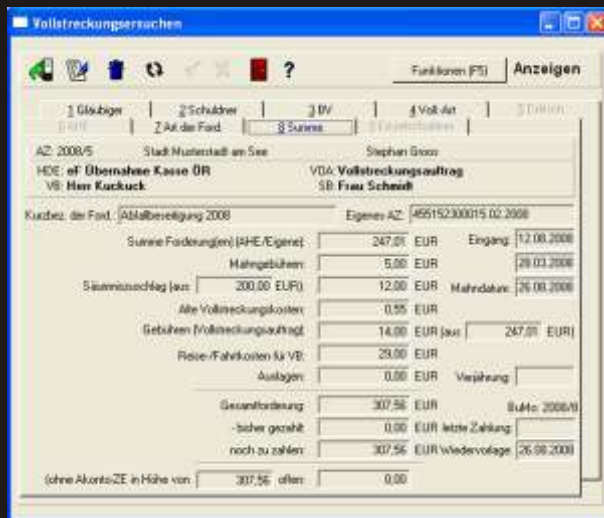 Vollstreckungsersuchen
Funktionen (F5) Anzeigen
1 Gläubiger 2 Schuldner 3 BV 4 Voll-Art
7 Art der Ford. 8 Summe
AZ: 2008/5 Stadt Musterstadt am See Stephan Gross
HDE: eF Übernahme Kasse ÖR VOA: Vollstreckungsauftrag
VB: Herr Kuckuck SB: Frau Schmidt
Kurzbez. der Ford.: Abfallbeseitigung 2008 Eigenes AZ: 455152300015.02.2008
Summe Forderung(en) (AHE/Eigene): 247,01 EUR Eingang: 12.08.2008
Mahngebühren: 5,00 EUR 28.03.2008
Säumniszuschlag (aus: 200,00 EUR): 12,00 EUR Mahndatum: 26.08.2008
Alte Vollstreckungskosten: 0,55 EUR
Gebühren (Vollstreckungsauftrag): 14,00 EUR (aus: 247,01 EUR)
Reise-/Fahrtkosten für VB: 29,00 EUR
Auslagen: 0,00 EUR Verjährung:
Gesamtforderung: 307,56 EUR BuMo: 2008/8
- bisher gezahlt: 0,00 EUR letzte Zahlung:
noch zu zahlen: 307,56 EUR Wiedervorlage: 26.08.2008
(ohne Akonto-ZE in Höhe von: 307,56 offen: 0,00